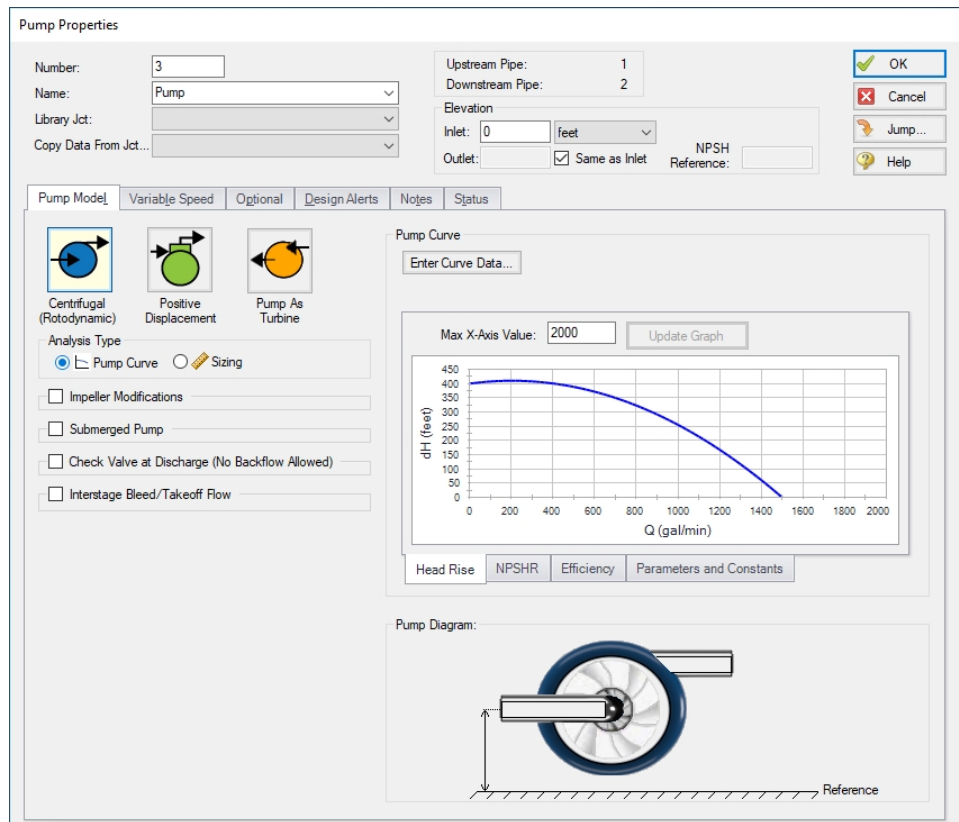 Pump Properties
Number: 3
Name: Pump
Library Jct:
Copy Data From Jct...
Upstream Pipe: 1
Downstream Pipe: 2
Elevation
Inlet: 0 feet
Outlet: Same as Inlet
NPSH
Reference:
OK
Cancel
Jump...
Help
Pump Model Variable Speed Optional Design Alerts Notes Status
Centrifugal
(Rotodynamic)
Positive
Displacement
Pump As
Turbine
Analysis Type
Pump Curve Sizing
Impeller Modifications
Submerged Pump
Check Valve at Discharge (No Backflow Allowed)
Interstage Bleed/Takeoff Flow
Pump Curve
Enter Curve Data...
Max X-Axis Value: 2000 Update Graph
dH (feet)
450
400
350
300
250
200
150
100
50
0
0 200 400 600 800 1000 1200 1400 1600 1800 2000
Q (gal/min)
Head Rise NPSHR Efficiency Parameters and Constants
Pump Diagram:
Reference